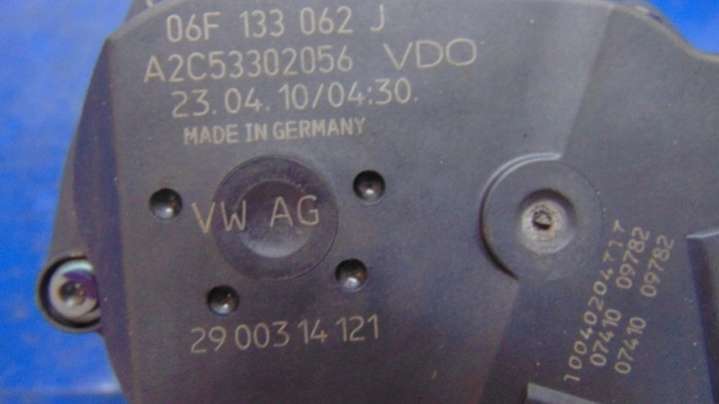 06F 133 062 J
A2C53302056 VDO
23.04.10/04:30.
MADE IN GERMANY
VW AG
29 003 14 121
10040204717
07410 09782
07410 09782